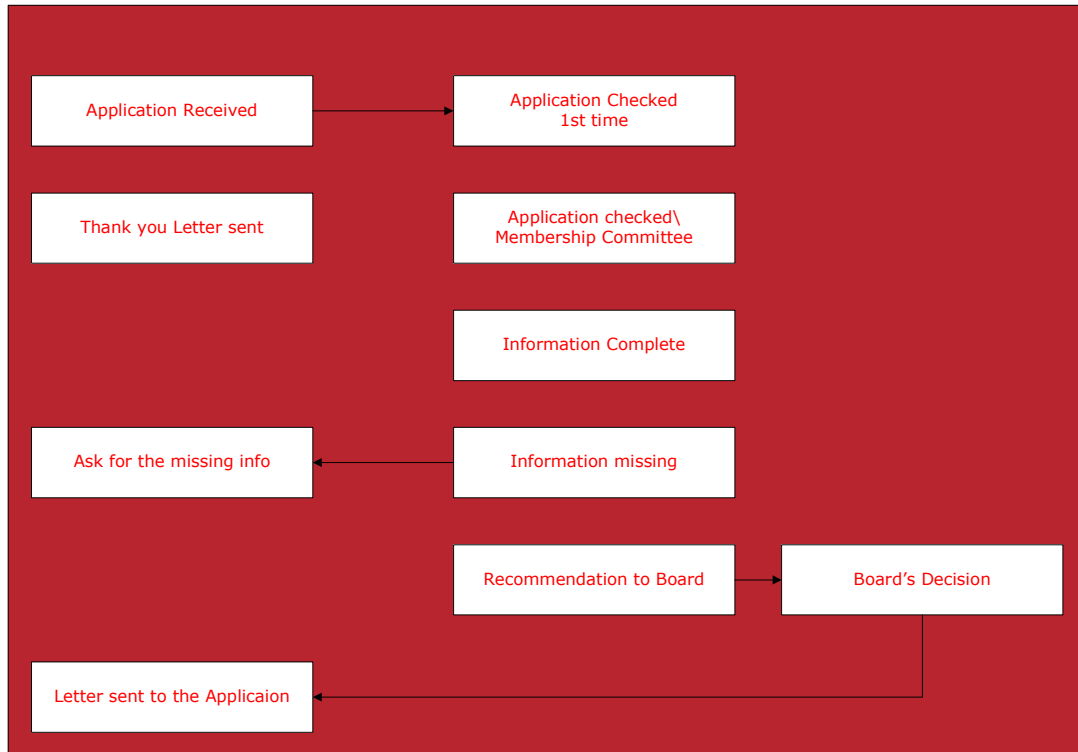 Application Received
Application Checked
1st time
Thank you Letter sent
Application checked\
Membership Committee
Information Complete
Ask for the missing info
Information missing
Recommendation to Board
Board’s Decision
Letter sent to the Applicaion